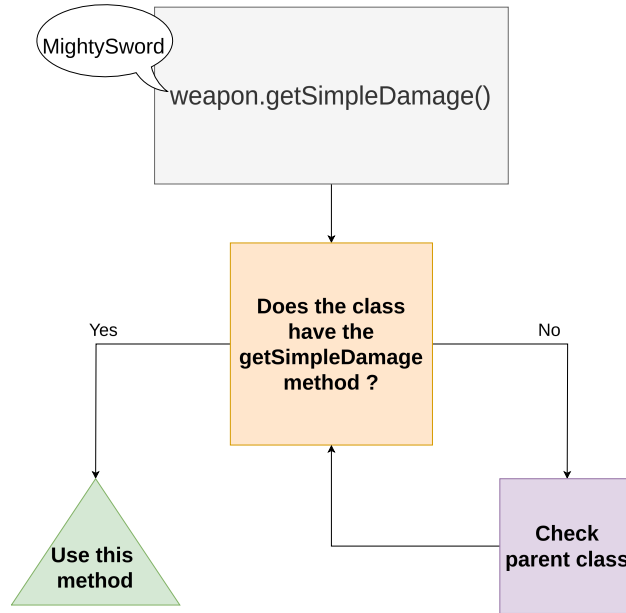 MightySword
weapon.getSimpleDamage()
Does the class
have the
getSimpleDamage
method ?
Yes
No
Use this
method
Check
parent class